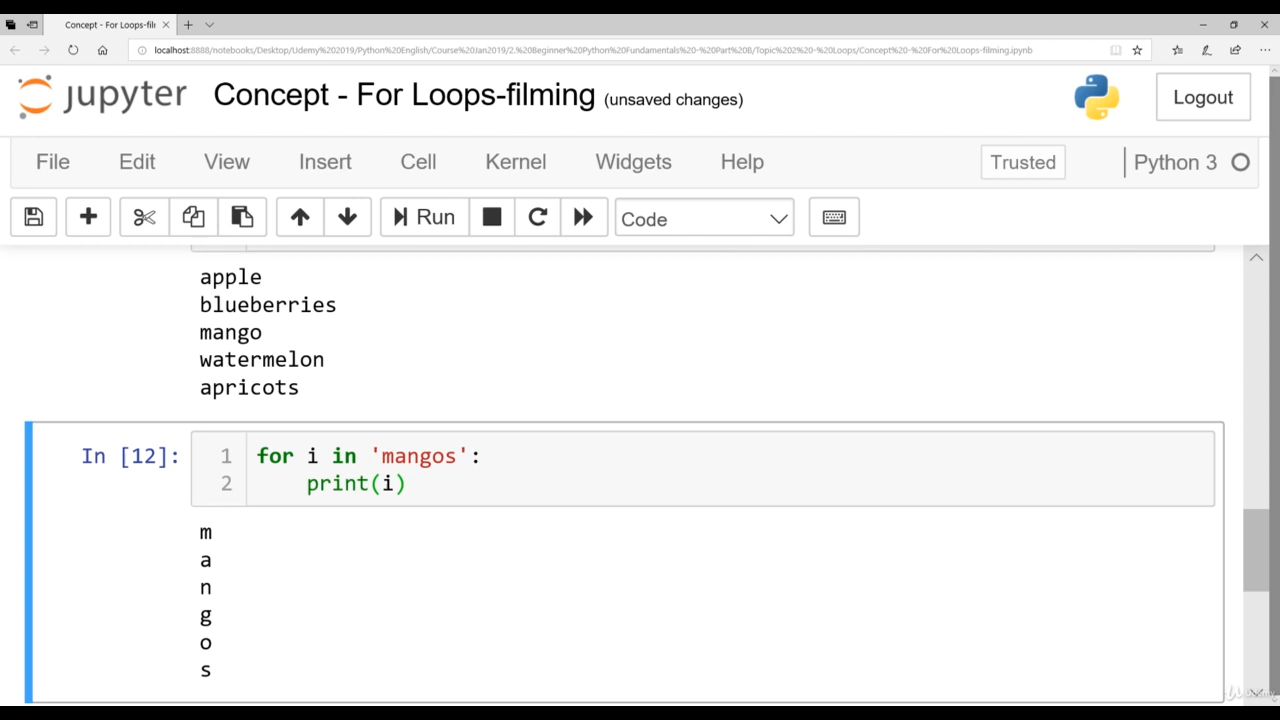 Concept - For Loops-filr
localhost:8888/notebooks/Desktop/Udemy%202019/Python%20English/Course%20Jan2019/2.%20Beginner%20Python%20Fundamentals%20-%20Part%20B/Topic%202%20-%20Loops/Concept%20-%20For%20Loops-filming.ipynb
jupyter Concept - For Loops-filming (unsaved changes)
Logout
File Edit View Insert Cell Kernel Widgets Help Trusted Python 3
Run Code
apple
blueberries
mango
watermelon
apricots
In [12]: 1 for i in 'mangos':
2 print(i)
m
a
n
g
o
s
Udemy